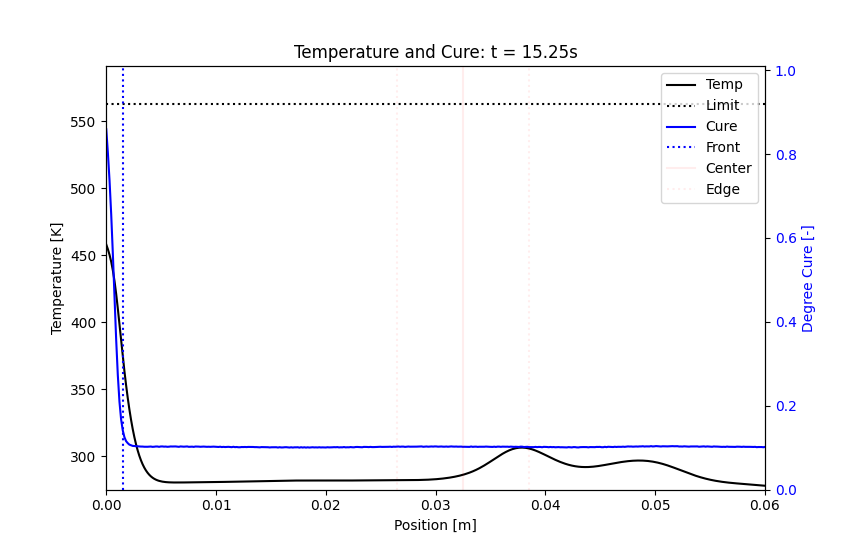 Temperature and Cure: t = 15.25s
Temp
Limit
Cure
Front
Center
Edge
550
500
450
400
350
300
Temperature [K]
1.0
0.8
0.6
0.4
0.2
0.0
Degree Cure [-]
0.00 0.01 0.02 0.03 0.04 0.05 0.06
Position [m]